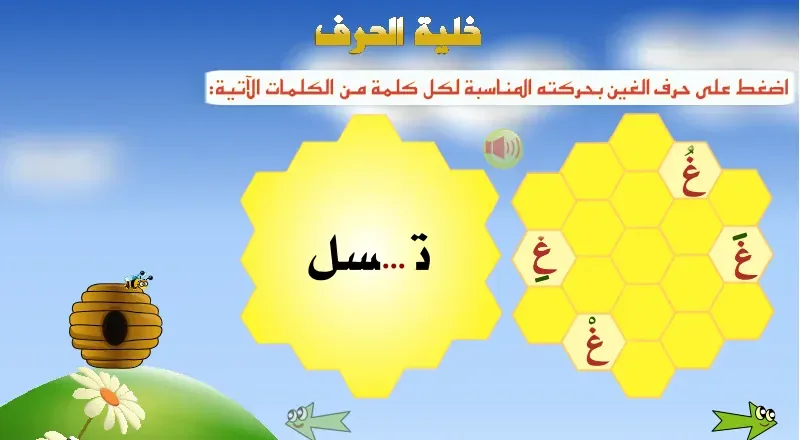 خلية الحرف
اضغط على حرف الغين بحركته المناسبة لكل كلمة من الكلمات الآتية:
غُ
تـ...ـسل
غِ
غَ
غْ